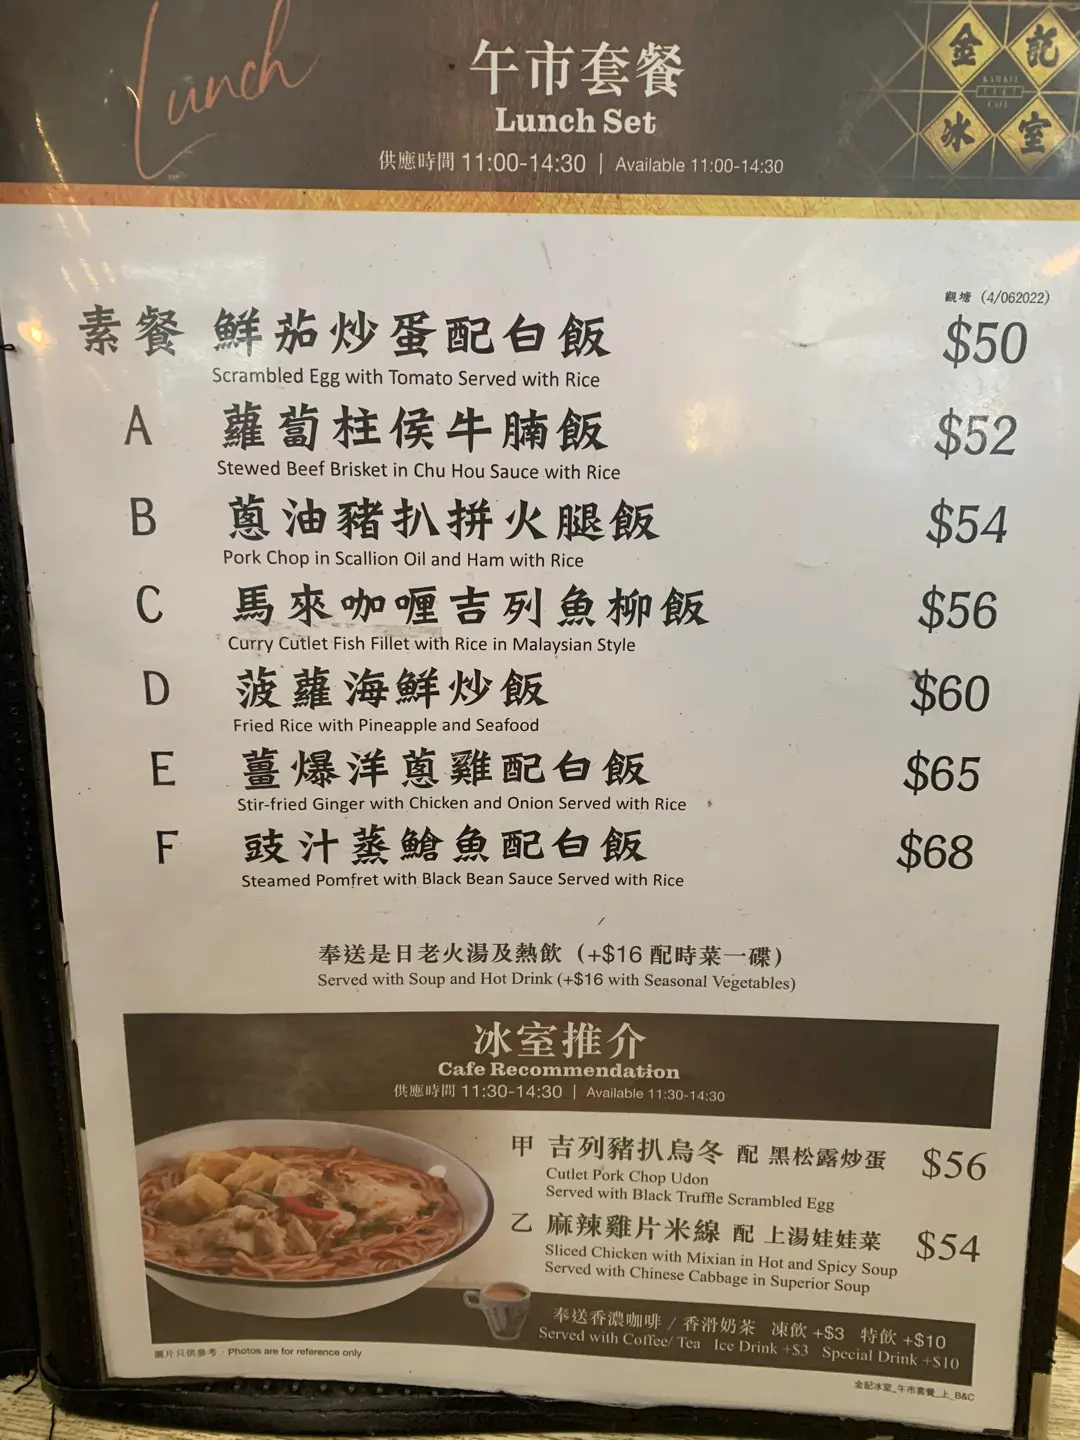 Lunch
午市套餐
Lunch Set
供應時間 11:00-14:30 | Available 11:00-14:30
金記
KAM KEE
CAFE
冰室
觀塘 (4/062022)
素餐 鮮茄炒蛋配白飯 $50
Scrambled Egg with Tomato Served with Rice
A 蘿蔔柱侯牛腩飯 $52
Stewed Beef Brisket in Chu Hou Sauce with Rice
B 蔥油豬扒拼火腿飯 $54
Pork Chop in Scallion Oil and Ham with Rice
C 馬來咖喱吉列魚柳飯 $56
Curry Cutlet Fish Fillet with Rice in Malaysian Style
D 菠蘿海鮮炒飯 $60
Fried Rice with Pineapple and Seafood
E 薑爆洋蔥雞配白飯 $65
Stir-fried Ginger with Chicken and Onion Served with Rice
F 豉汁蒸鯧魚配白飯 $68
Steamed Pomfret with Black Bean Sauce Served with Rice
奉送是日老火湯及熱飲 (+$16 配時菜一碟)
Served with Soup and Hot Drink (+$16 with Seasonal Vegetables)
冰室推介
Cafe Recommendation
供應時間 11:30-14:30 | Available 11:30-14:30
甲 吉列豬扒烏冬 配 黑松露炒蛋 $56
Cutlet Pork Chop Udon
Served with Black Truffle Scrambled Egg
乙 麻辣雞片米線 配 上湯娃娃菜 $54
Sliced Chicken with Mixian in Hot and Spicy Soup
Served with Chinese Cabbage in Superior Soup
奉送香濃咖啡 / 香滑奶茶 凍飲 +$3 特飲 +$10
Served with Coffee/ Tea Ice Drink +$3 Special Drink +$10
圖片只供參考 · Photos are for reference only
金記冰室_午市套餐_上_B&C